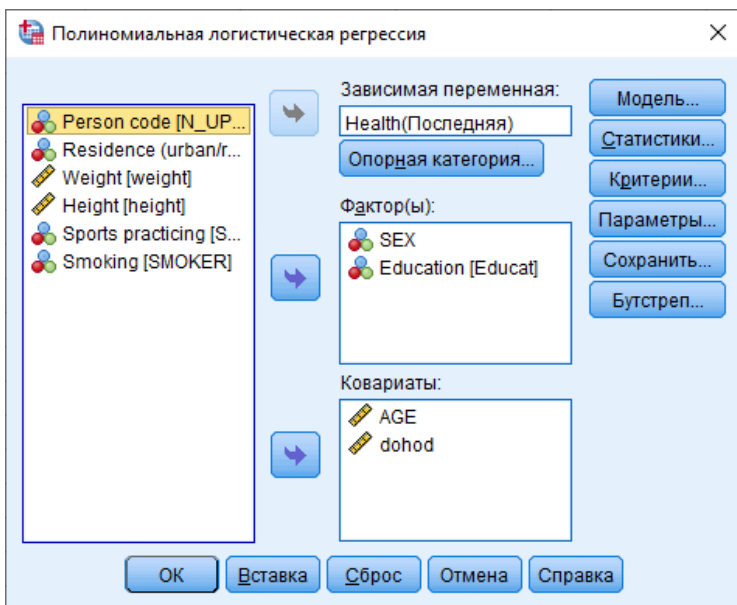 Полиномиальная логистическая регрессия
Person code [N_UP...
Residence (urban/r...
Weight [weight]
Height [height]
Sports practicing [S...
Smoking [SMOKER]
Зависимая переменная:
Health(Последняя)
Опорная категория...
Фактор(ы):
SEX
Education [Educat]
Ковариаты:
AGE
dohod
Модель...
Статистики...
Критерии...
Параметры...
Сохранить...
Бутстреп...
ОК
Вставка
Сброс
Отмена
Справка